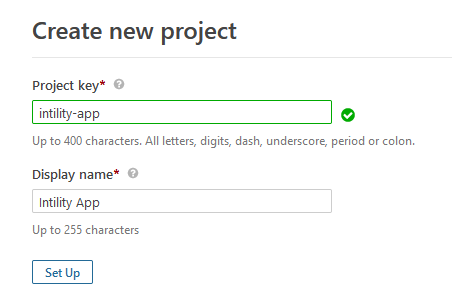 Create new project
Project key*
intility-app
Up to 400 characters. All letters, digits, dash, underscore, period or colon.
Display name*
Intility App
Up to 255 characters
Set Up